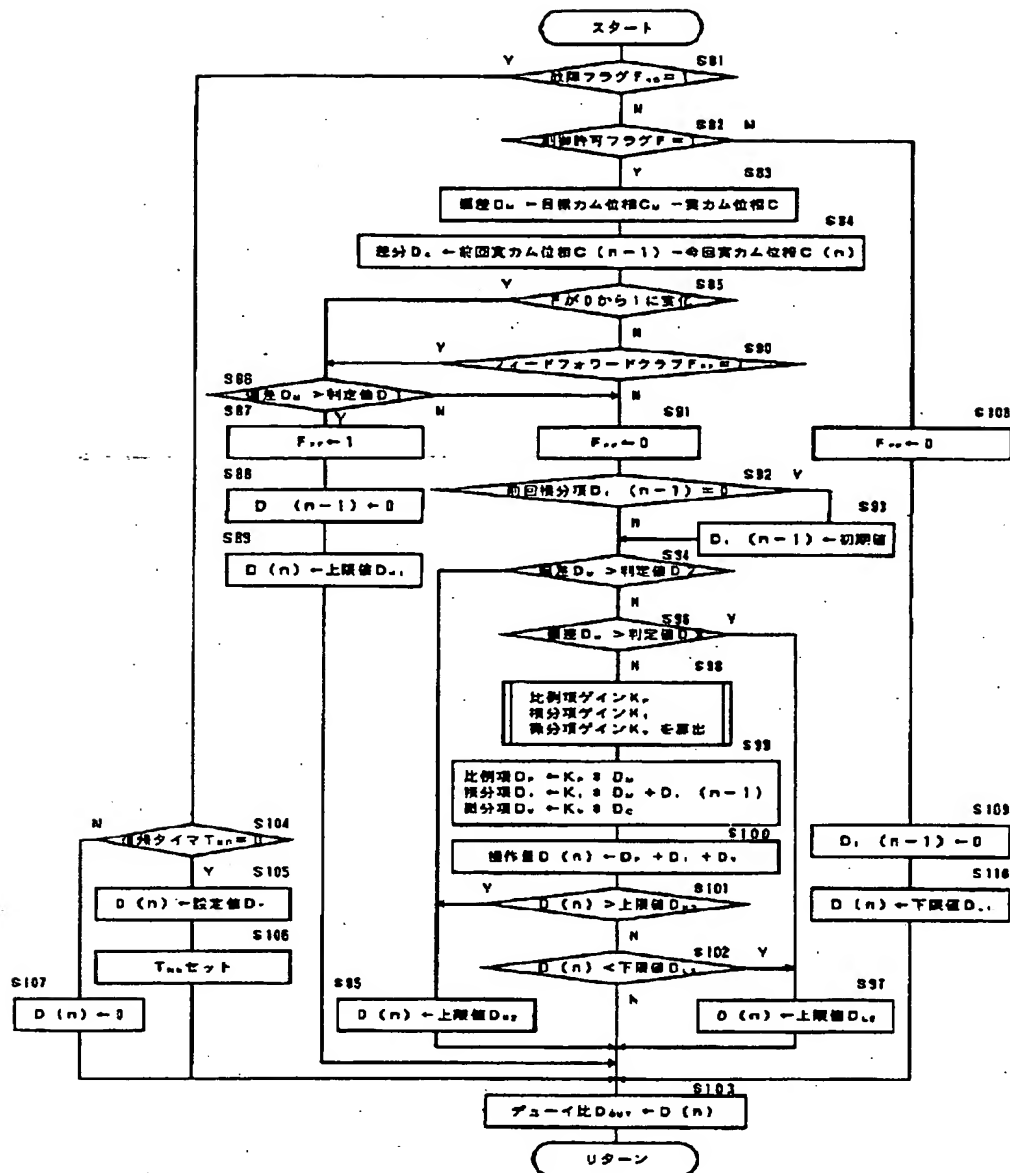 スタート
S81
Y
故障フラグF
N
S82
N
制御許可フラグF =
Y
S83
偏差D ←目標カム位相C −実カム位相C
S84
差分D ←前回実カム位相C (n−1) −今回実カム位相C (n)
Y
S85
Fが0から1に変化
N
Y
S90
フィードフォワード
S86
偏差D >判定値D
N
N
S87
Y
S91
S108
F ←1
F ←0
F ←0
S88
S92
Y
前回積分項D (n−1) = 0
D (n−1) ←0
S93
N
D (n−1) ←初期値
S89
S94
D (n) ←上限値D
偏差D >判定値D
N
S96
Y
偏差D >判定値D
N
S98
比例項ゲインK
積分項ゲインK
微分項ゲインK を算出
S99
比例項D ←K * D
積分項D ←K * D + D (n−1)
微分項D ←K * D
N
S104
タイマT = 0
S100
S109
操作量D (n) ←D + D + D
D (n−1) ←0
Y
S105
Y
S101
S110
D (n) ←設定値D
D (n) >上限値D
D (n) ←下限値D
S106
N
Tセット
S102
Y
D (n) <下限値D
S107
S95
N
S97
D (n) ←0
D (n) ←上限値D
D (n) ←上限値D
S103
デューイ比D ←D (n)
リターン